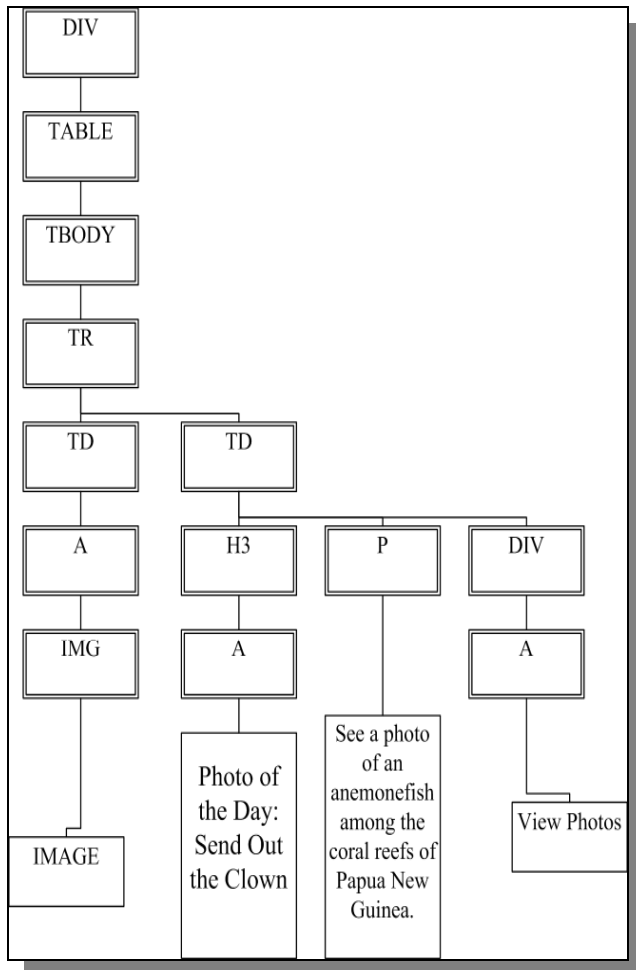 DIV
TABLE
TBODY
TR
TD
TD
A
H3
P
DIV
IMG
A
A
Photo of
the Day:
Send Out
the Clown
See a photo
of an
anemonefish
among the
coral reefs of
Papua New
Guinea.
View Photos
IMAGE